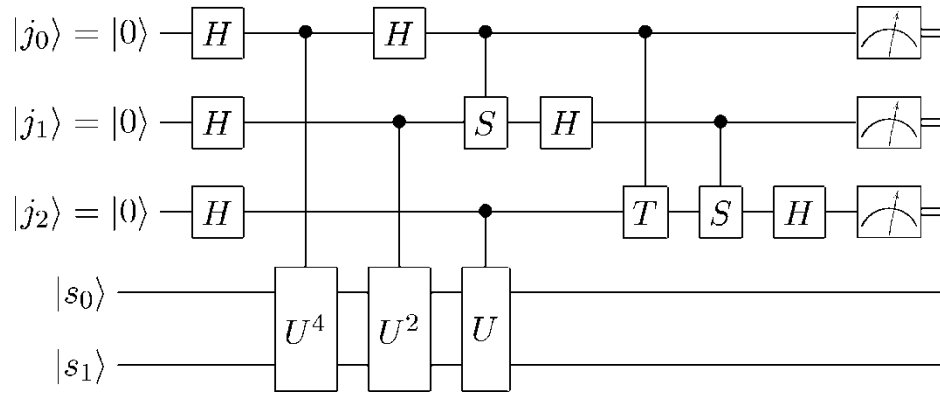 |j₀⟩ = |0⟩ H H
|j₁⟩ = |0⟩ H S H
|j₂⟩ = |0⟩ H T S H
|s₀⟩
U⁴ U² U
|s₁⟩